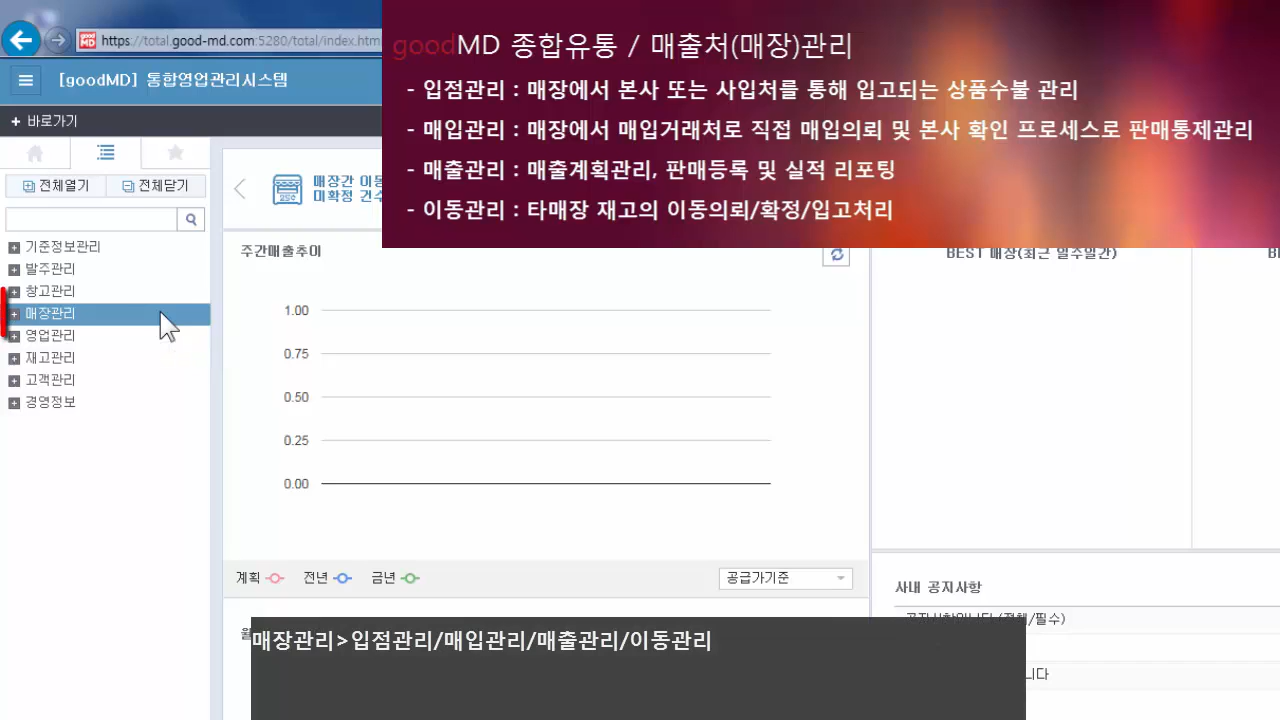 https://total.good-md.com:5280/total/index.htm
goodMD 종합유통 / 매출처(매장)관리
- 입점관리 : 매장에서 본사 또는 사입처를 통해 입고되는 상품수불 관리
- 매입관리 : 매장에서 매입거래처로 직접 매입의뢰 및 본사 확인 프로세스로 판매통제관리
- 매출관리 : 매출계획관리, 판매등록 및 실적 리포팅
- 이동관리 : 타매장 재고의 이동의뢰/확정/입고처리
[goodMD] 통합영업관리시스템
바로가기
전체열기 전체닫기
매장간 이동
미확정 건수
기준정보관리
발주관리
창고관리
매장관리
영업관리
재고관리
고객관리
경영정보
주간매출추이
BEST 매장(최근 일주일간)
1.00
0.75
0.50
0.25
0.00
계획 전년 금년
공급가기준
사내 공지사항
매장관리>입점관리/매입관리/매출관리/이동관리
니다